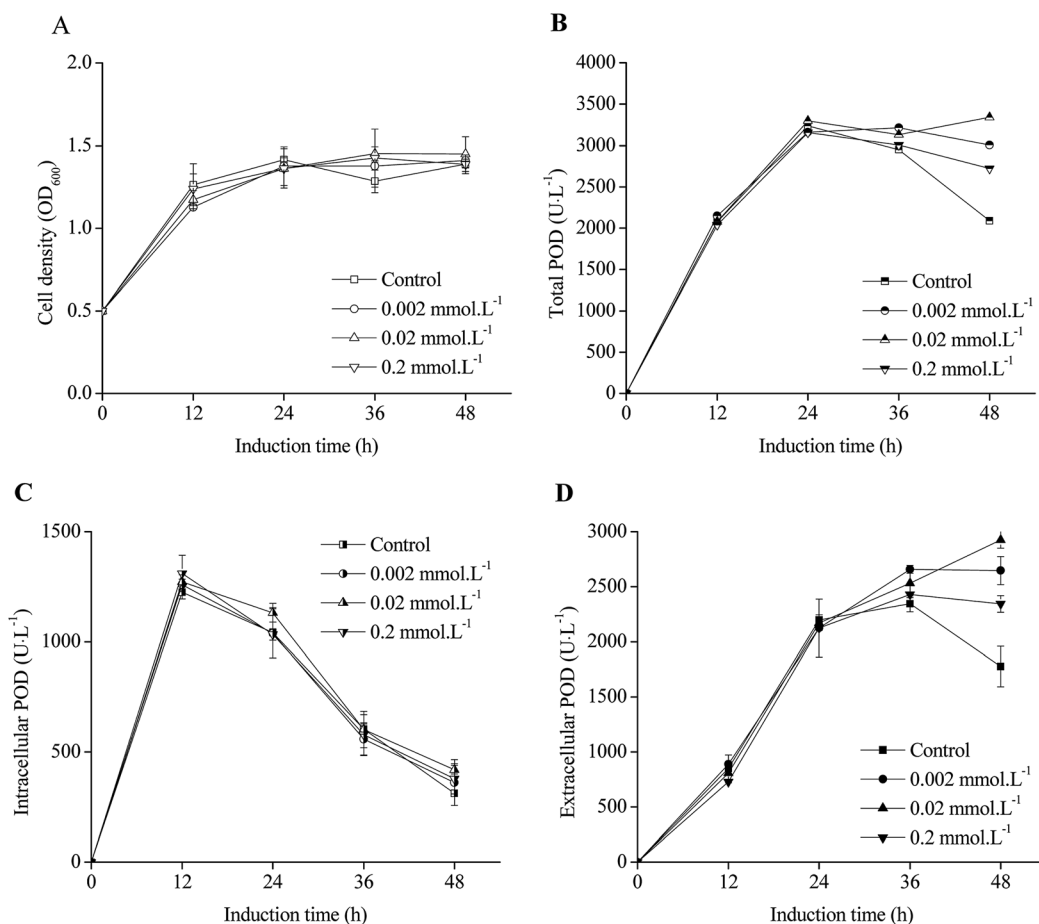 A
2.0
1.5
1.0
0.5
0.0
Cell density (OD600)
Control
0.002 mmol.L-1
0.02 mmol.L-1
0.2 mmol.L-1
0 12 24 36 48
Induction time (h)
B
4000
3500
3000
2500
2000
1500
1000
500
0
Total POD (U·L-1)
Control
0.002 mmol.L-1
0.02 mmol.L-1
0.2 mmol.L-1
0 12 24 36 48
Induction time (h)
C
1500
1000
500
0
Intracellular POD (U·L-1)
Control
0.002 mmol.L-1
0.02 mmol.L-1
0.2 mmol.L-1
0 12 24 36 48
Induction time (h)
D
3000
2500
2000
1500
1000
500
0
Extracellular POD (U·L-1)
Control
0.002 mmol.L-1
0.02 mmol.L-1
0.2 mmol.L-1
0 12 24 36 48
Induction time (h)